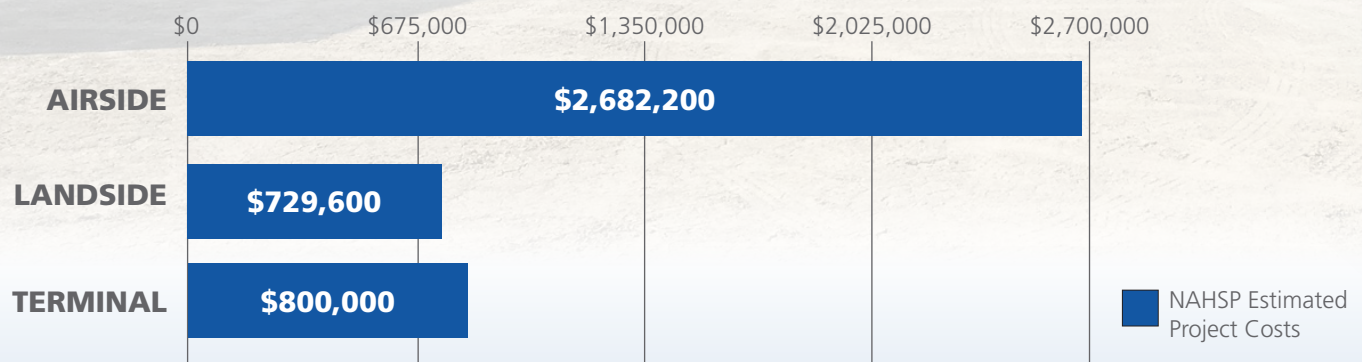 $0 $675,000 $1,350,000 $2,025,000 $2,700,000
AIRSIDE $2,682,200
LANDSIDE $729,600
TERMINAL $800,000
NAHSP Estimated
Project Costs